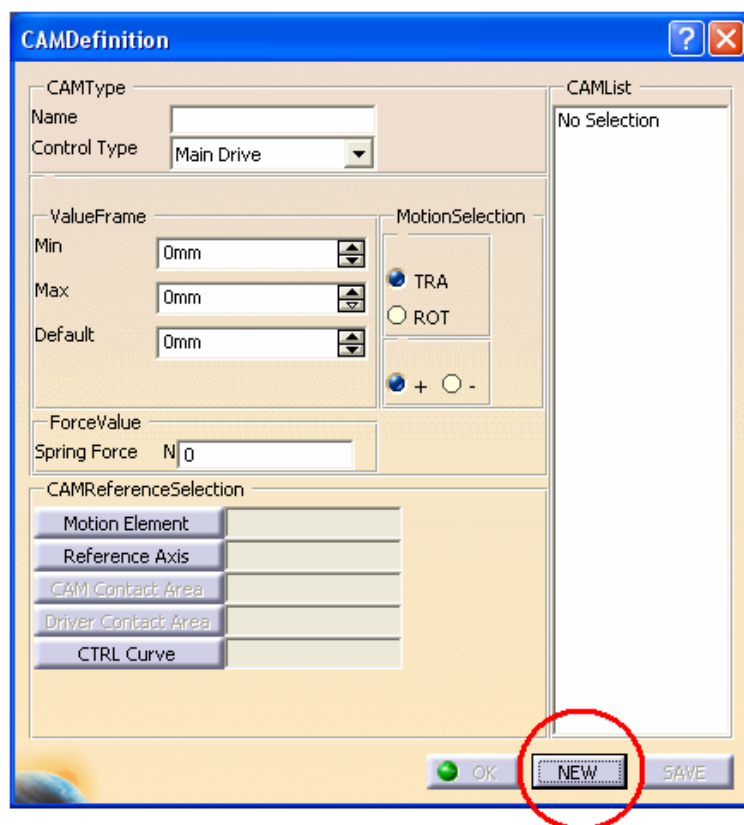 CAMDefinition
CAMType
Name
Control Type Main Drive
ValueFrame
Min 0mm
Max 0mm
Default 0mm
MotionSelection
TRA
ROT
+ -
ForceValue
Spring Force N 0
CAMReferenceSelection
Motion Element
Reference Axis
CAM Contact Area
Driver Contact Area
CTRL Curve
CAMList
No Selection
OK NEW SAVE